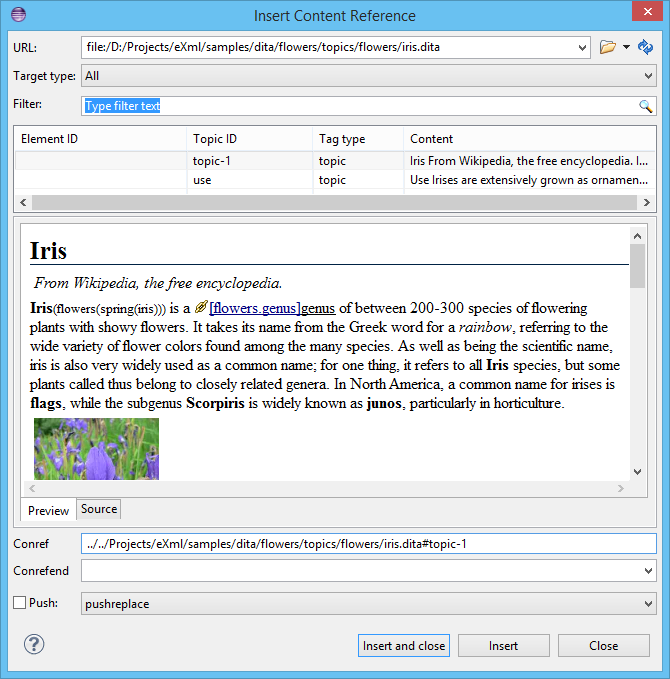 Insert Content Reference
URL: file:/D:/Projects/eXml/samples/dita/flowers/topics/flowers/iris.dita
Target type: All
Filter: Type filter text
Element ID Topic ID Tag type Content
topic-1 topic Iris From Wikipedia, the free encyclopedia. I...
use topic Use Irises are extensively grown as ornamen...
Iris
From Wikipedia, the free encyclopedia.
Iris(flowers(spring(iris))) is a [flowers.genus]genus of between 200-300 species of flowering
plants with showy flowers. It takes its name from the Greek word for a rainbow, referring to the
wide variety of flower colors found among the many species. As well as being the scientific name,
iris is also very widely used as a common name; for one thing, it refers to all Iris species, but some
plants called thus belong to closely related genera. In North America, a common name for irises is
flags, while the subgenus Scorpiris is widely known as junos, particularly in horticulture.
Preview Source
Conref ../../Projects/eXml/samples/dita/flowers/topics/flowers/iris.dita#topic-1
Conrefend
Push: pushreplace
? Insert and close Insert Close